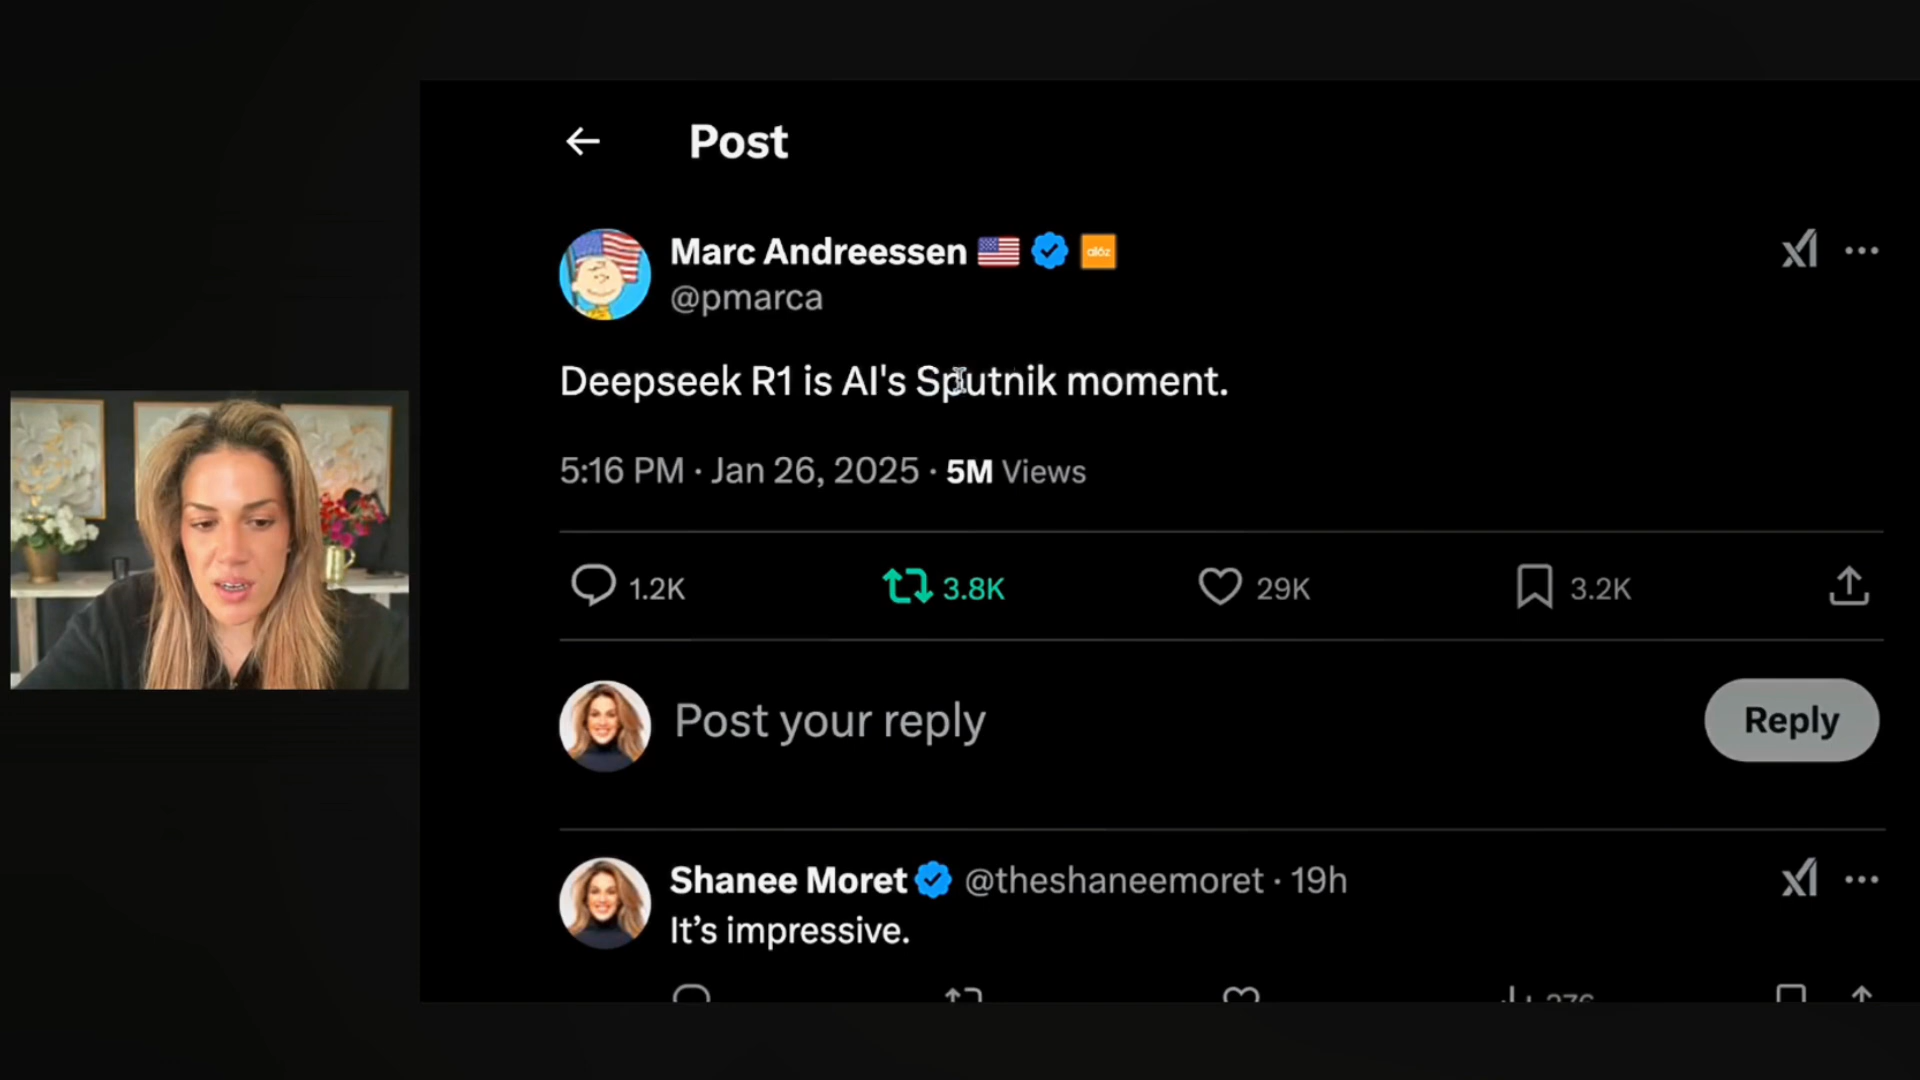 Post
Marc Andreessen
a16z
@pmarca
Deepseek R1 is AI's Sputnik moment.
5:16 PM · Jan 26, 2025 · 5M Views
1.2K 3.8K 29K 3.2K
Post your reply
Reply
Shanee Moret @theshaneemoret · 19h
It’s impressive.